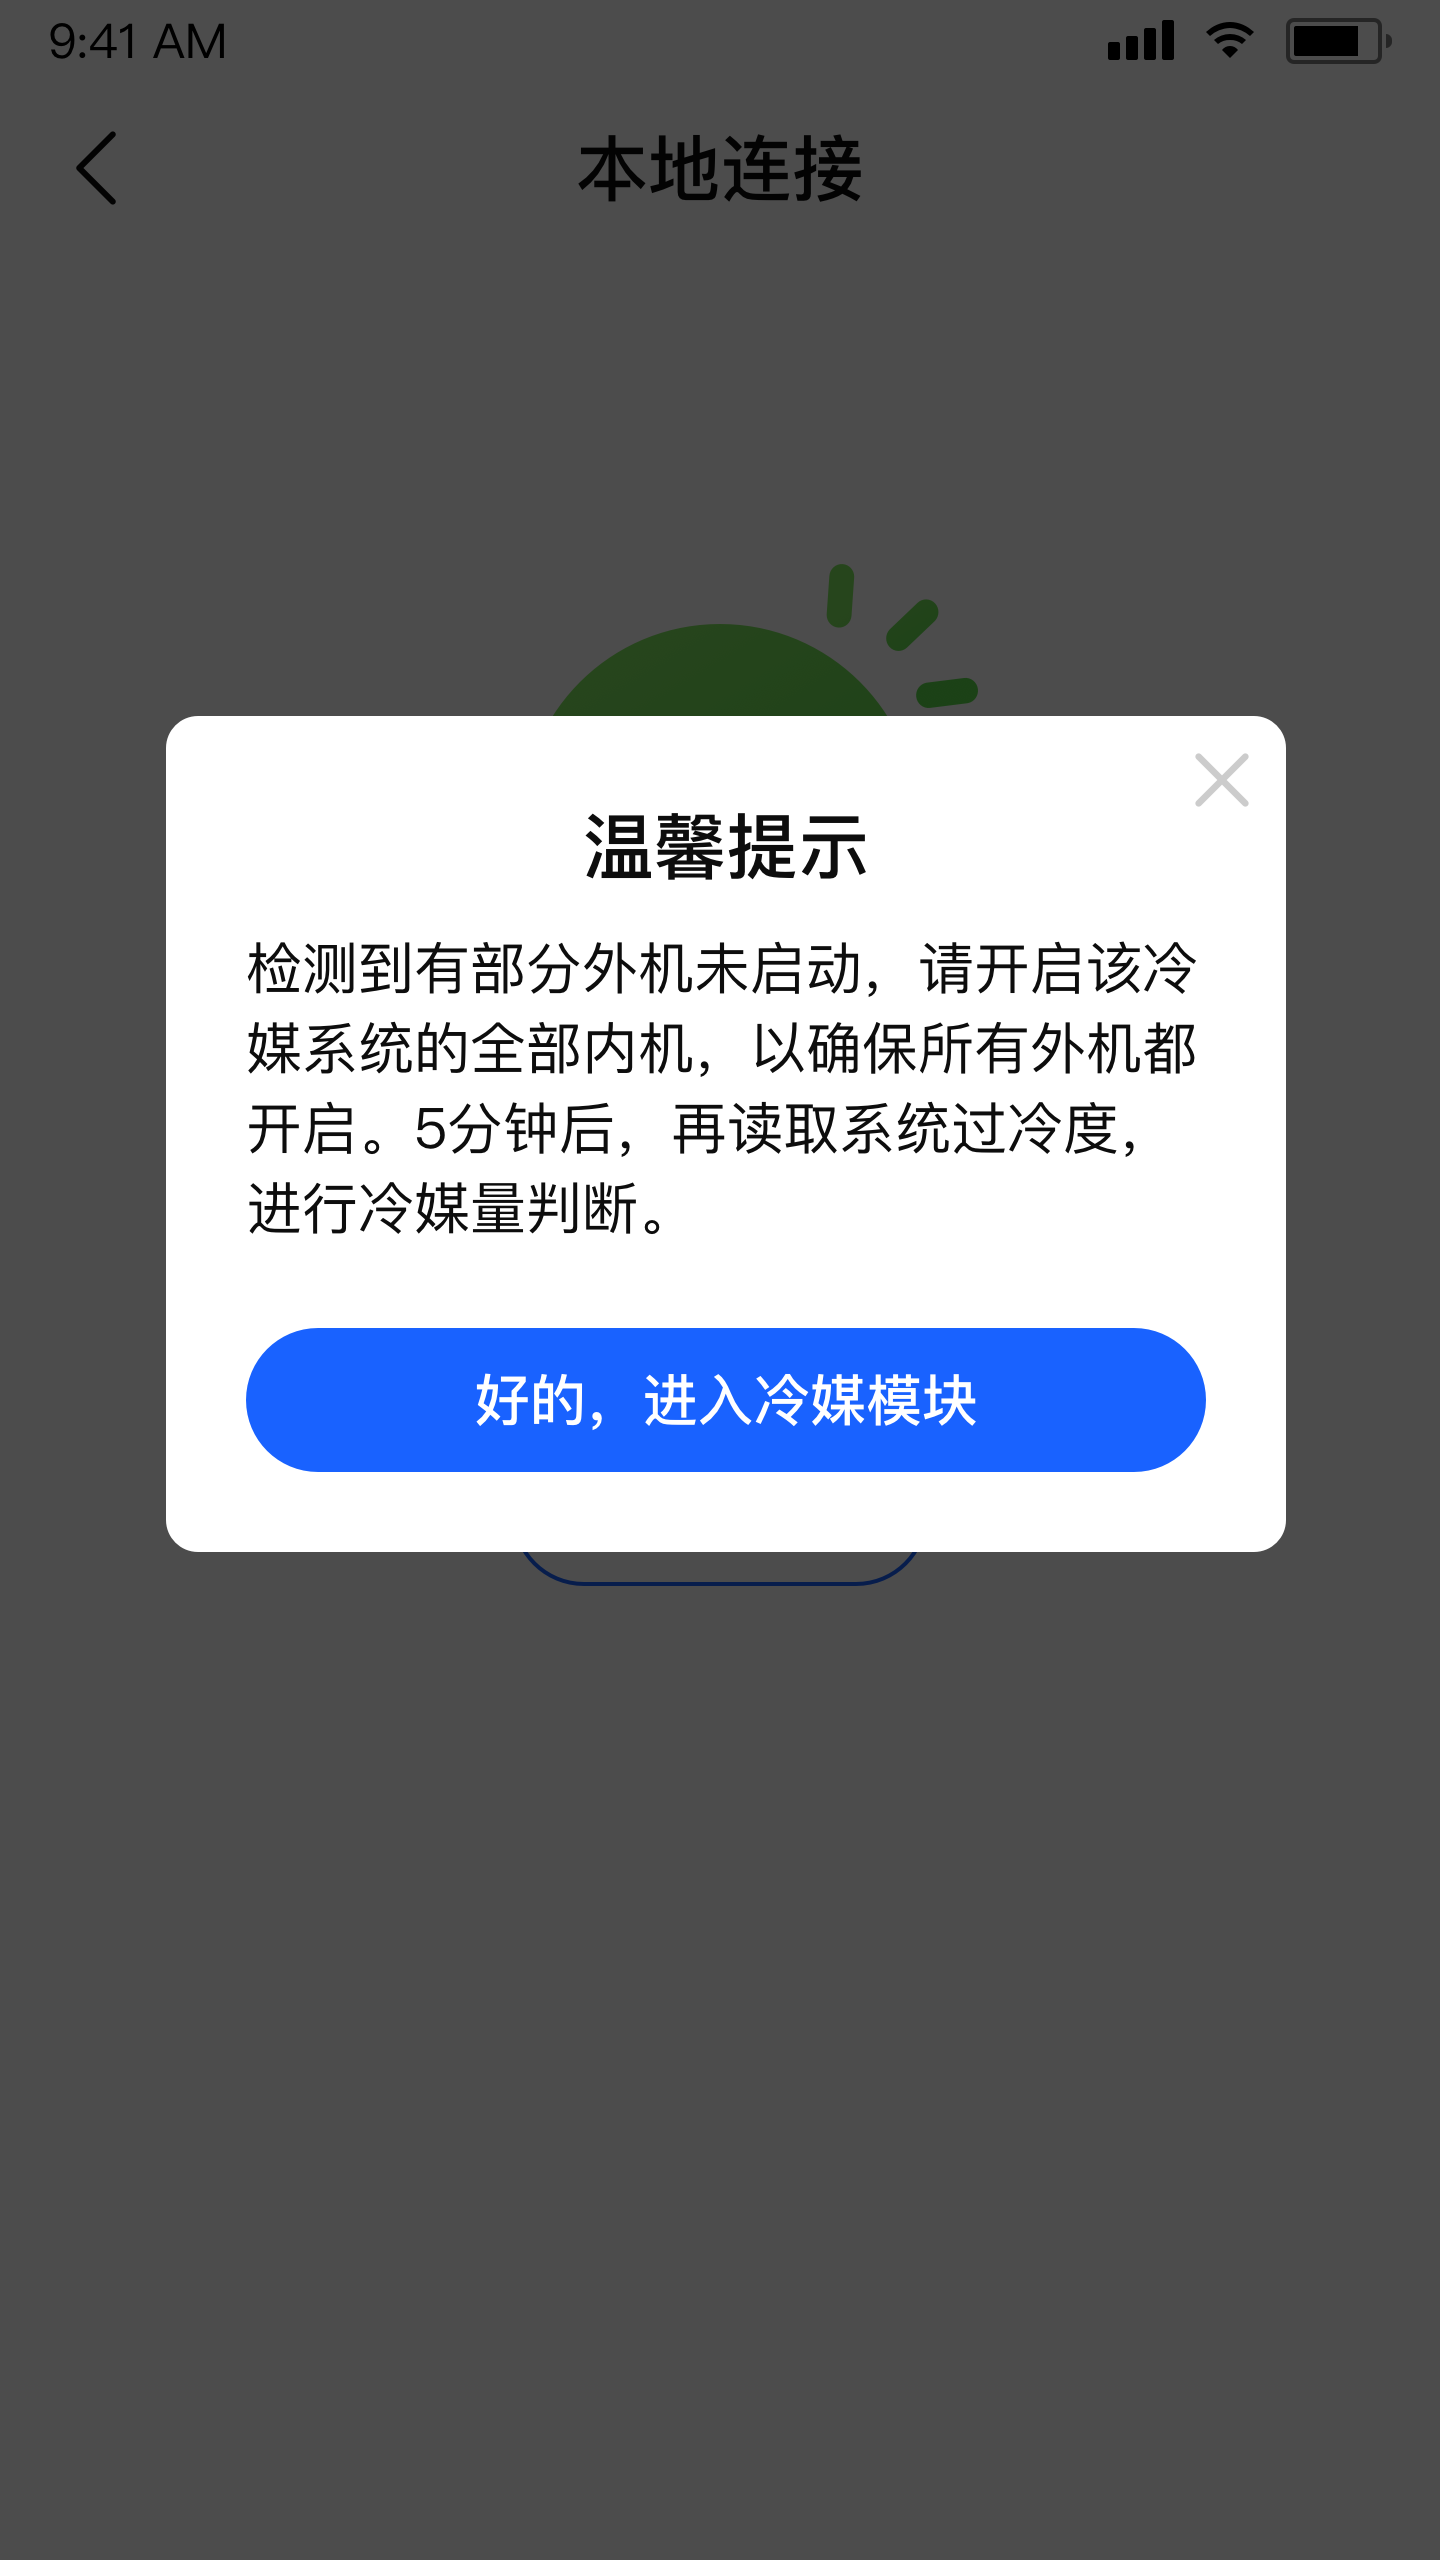 9:41 AM
本地连接
温馨提示
检测到有部分外机未启动，请开启该冷
媒系统的全部内机，以确保所有外机都
开启。5分钟后，再读取系统过冷度，
进行冷媒量判断。
好的，进入冷媒模块